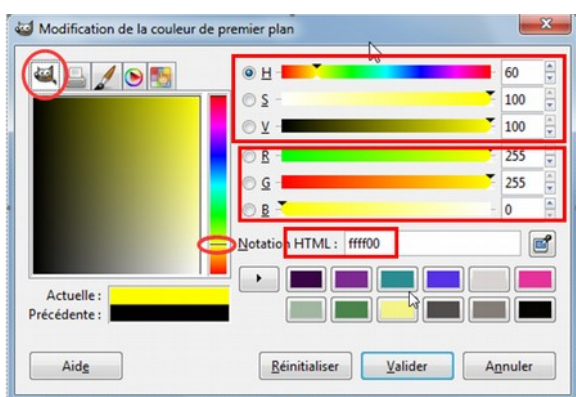 Modification de la couleur de premier plan
H 60
S 100
V 100
R 255
G 255
B 0
Notation HTML : ffff00
Actuelle :
Précédente :
Aide
Réinitialiser Valider Annuler